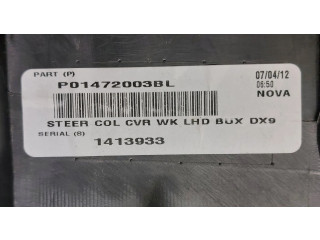 PART (P)
P01472003BL
07/04/12
06:50
NOVA
STEER COL CVR WK LHD BUX DX9
SERIAL (S)
1413933